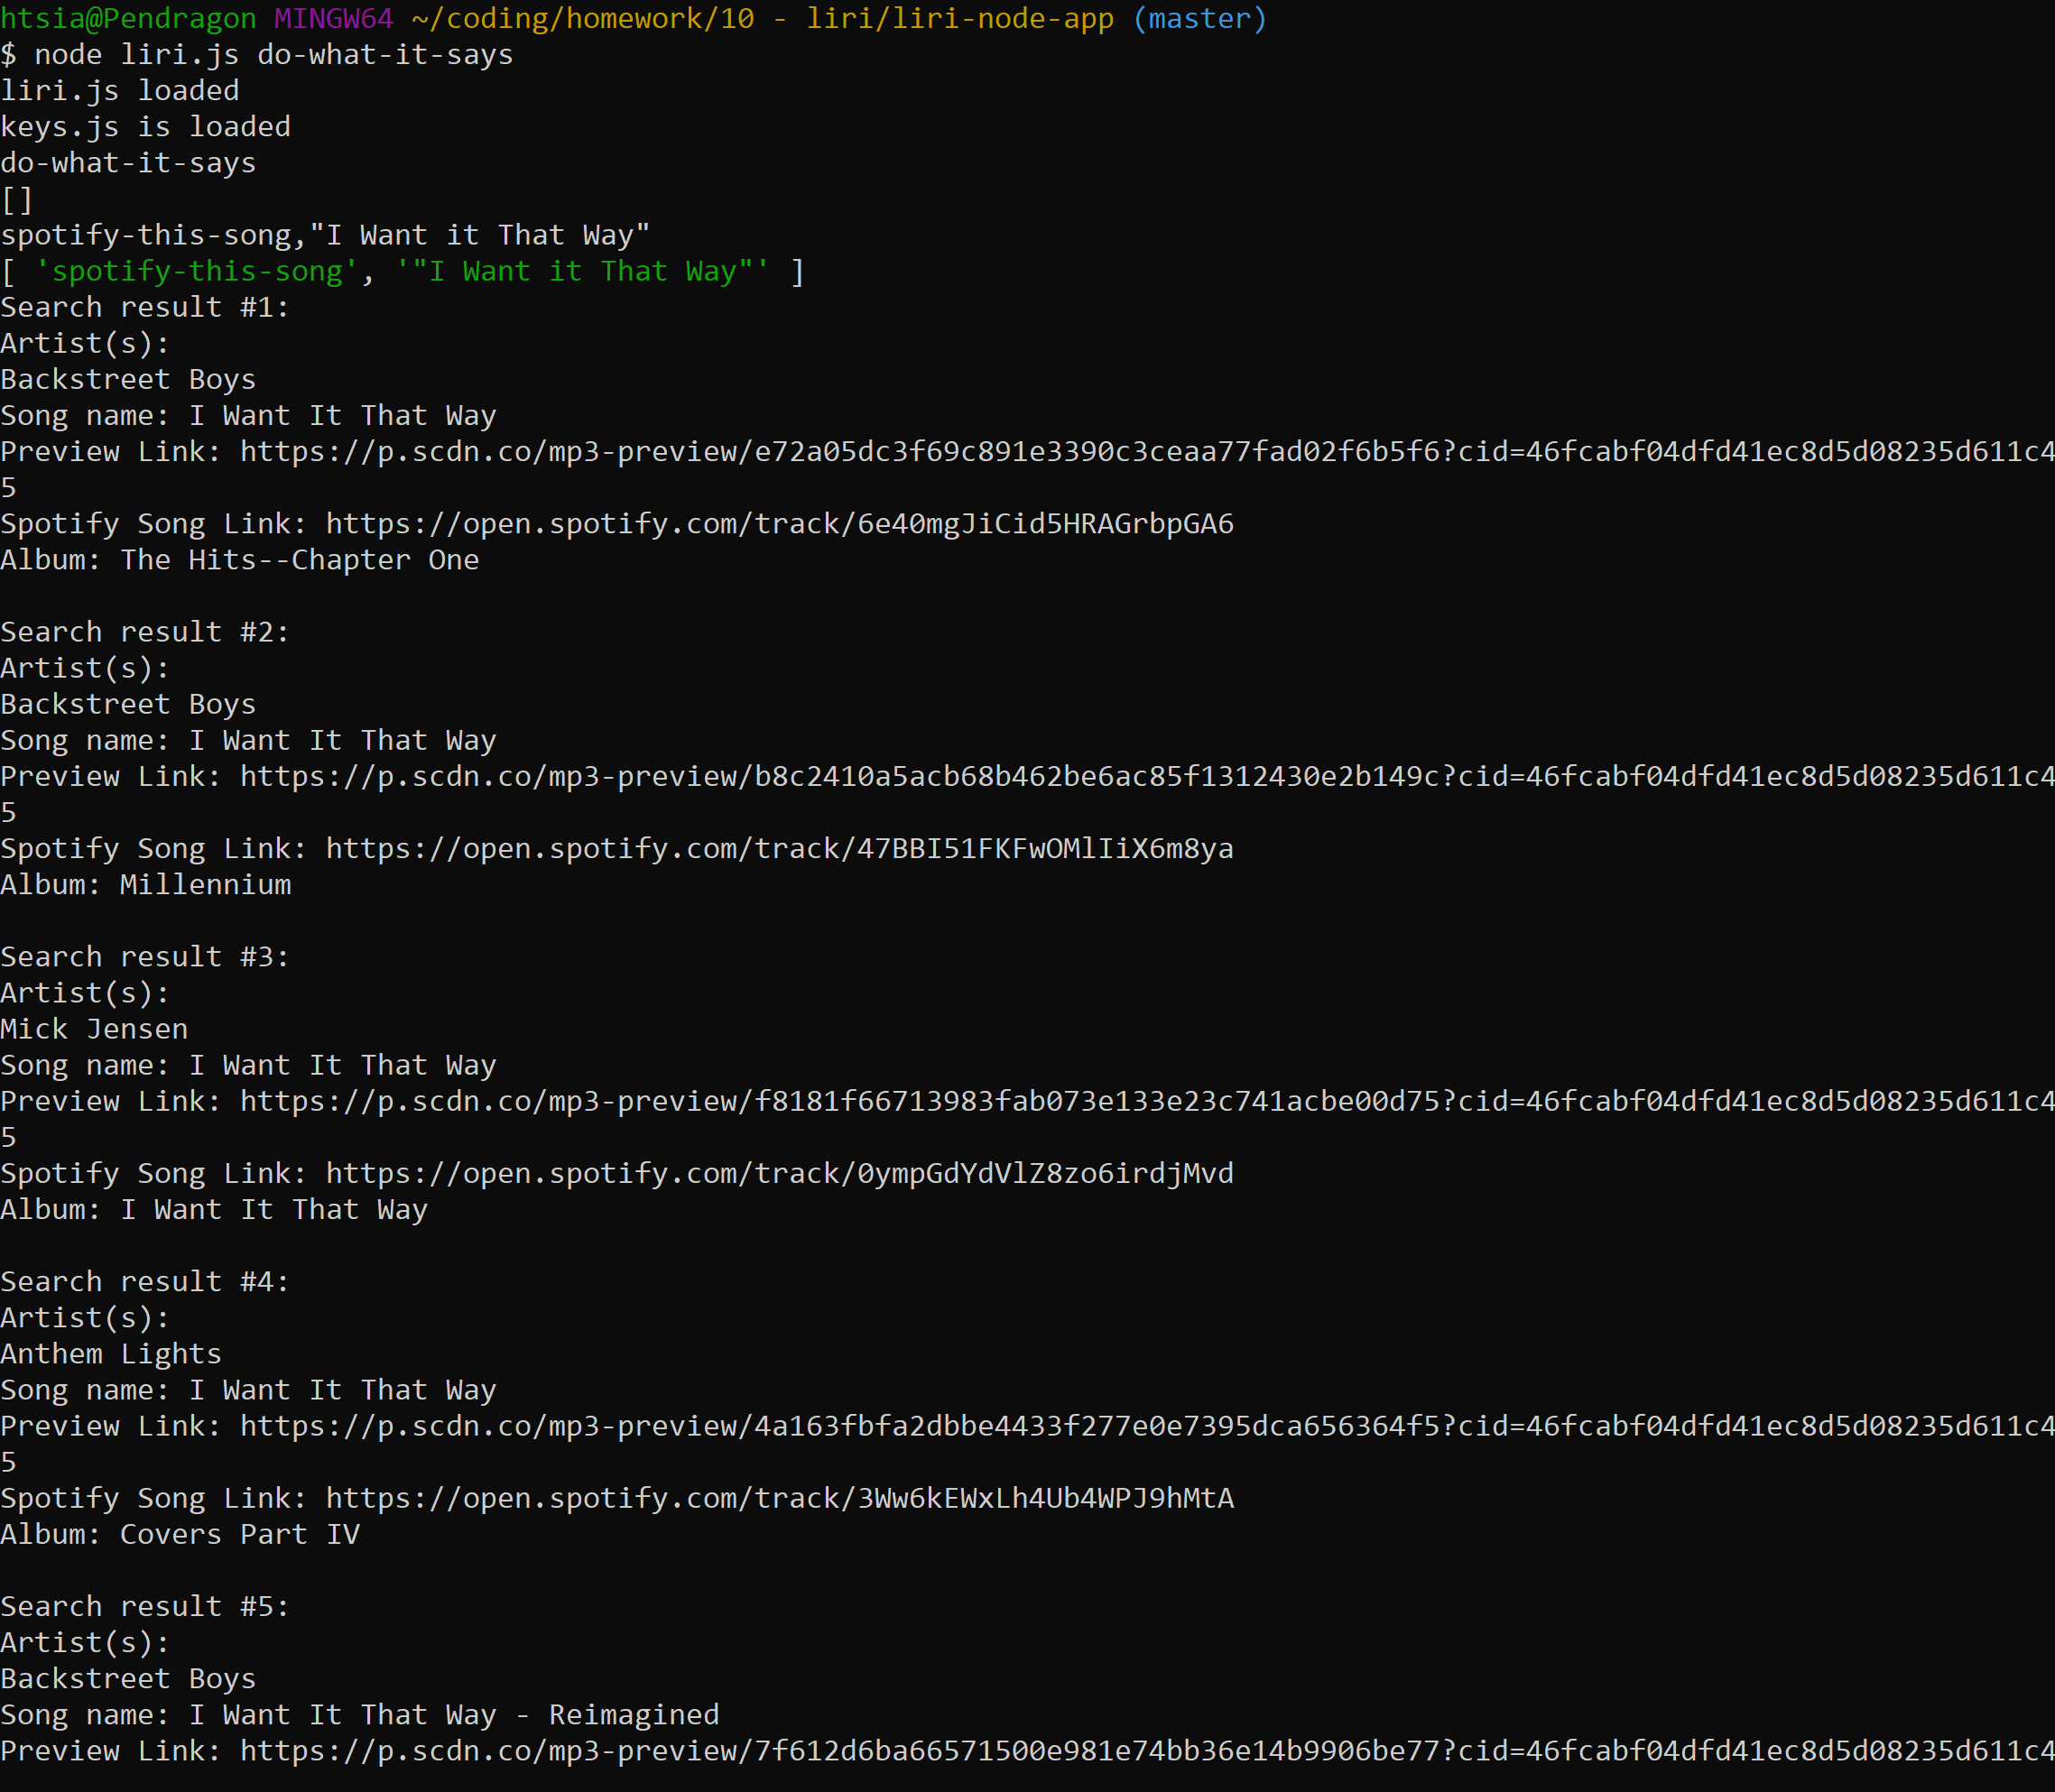 htsia@Pendragon MINGW64 ~/coding/homework/10 - liri/liri-node-app (master)
$ node liri.js do-what-it-says
liri.js loaded
keys.js is loaded
do-what-it-says
[]
spotify-this-song,"I Want it That Way"
[ 'spotify-this-song', '"I Want it That Way"' ]
Search result #1:
Artist(s):
Backstreet Boys
Song name: I Want It That Way
Preview Link: https://p.scdn.co/mp3-preview/e72a05dc3f69c891e3390c3ceaa77fad02f6b5f6?cid=46fcabf04dfd41ec8d5d08235d611c4
5
Spotify Song Link: https://open.spotify.com/track/6e40mgJiCid5HRAGrbpGA6
Album: The Hits--Chapter One
Search result #2:
Artist(s):
Backstreet Boys
Song name: I Want It That Way
Preview Link: https://p.scdn.co/mp3-preview/b8c2410a5acb68b462be6ac85f1312430e2b149c?cid=46fcabf04dfd41ec8d5d08235d611c4
5
Spotify Song Link: https://open.spotify.com/track/47BBI51FKFwOMlIiX6m8ya
Album: Millennium
Search result #3:
Artist(s):
Mick Jensen
Song name: I Want It That Way
Preview Link: https://p.scdn.co/mp3-preview/f8181f66713983fab073e133e23c741acbe00d75?cid=46fcabf04dfd41ec8d5d08235d611c4
5
Spotify Song Link: https://open.spotify.com/track/0ympGdYdVlZ8zo6irdjMvd
Album: I Want It That Way
Search result #4:
Artist(s):
Anthem Lights
Song name: I Want It That Way
Preview Link: https://p.scdn.co/mp3-preview/4a163fbfa2dbbe4433f277e0e7395dca656364f5?cid=46fcabf04dfd41ec8d5d08235d611c4
5
Spotify Song Link: https://open.spotify.com/track/3Ww6kEWxLh4Ub4WPJ9hMtA
Album: Covers Part IV
Search result #5:
Artist(s):
Backstreet Boys
Song name: I Want It That Way - Reimagined
Preview Link: https://p.scdn.co/mp3-preview/7f612d6ba66571500e981e74bb36e14b9906be77?cid=46fcabf04dfd41ec8d5d08235d611c4